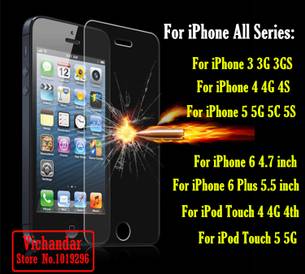 For iPhone All Series:
For iPhone 3 3G 3GS
For iPhone 4 4G 4S
For iPhone 5 5G 5C 5S
For iPhone 6 4.7 inch
For iPhone 6 Plus 5.5 inch
For iPod Touch 4 4G 4th
For iPod Touch 5 5G
Vichandar
Store No.1019296